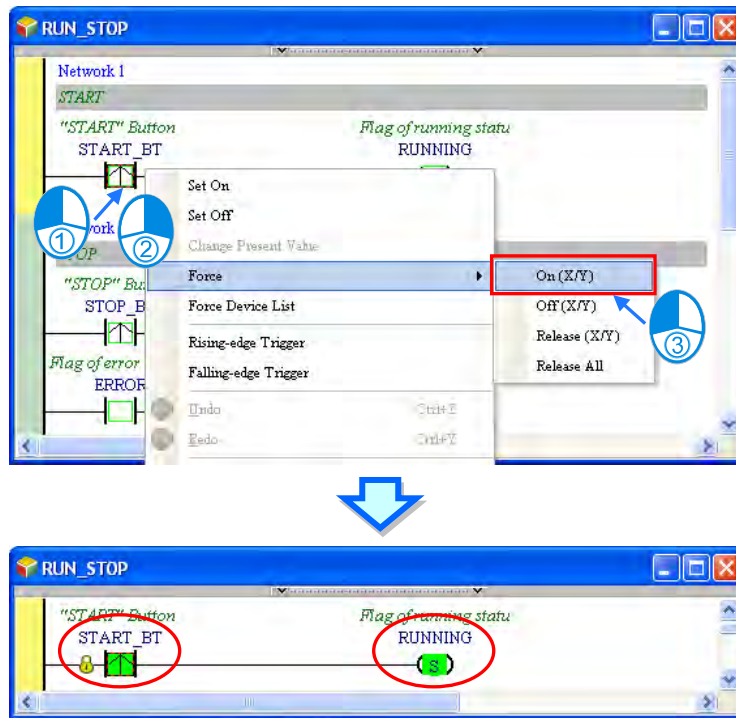 RUN_STOP
Network 1
START
"START" Button Flag of running statu
START_BT RUNNING
Set On
Set Off
① ②
Change Present Value
OP
Force On (X/Y)
"STOP" Bu
STOP_B Force Device List Off (X/Y)
Rising-edge Trigger Release (X/Y)
③
Flag of error Falling-edge Trigger Release All
ERROR
Undo Ctrl+Z
Redo Ctrl+Y
RUN_STOP
"START" Button Flag of running statu
START_BT RUNNING
S